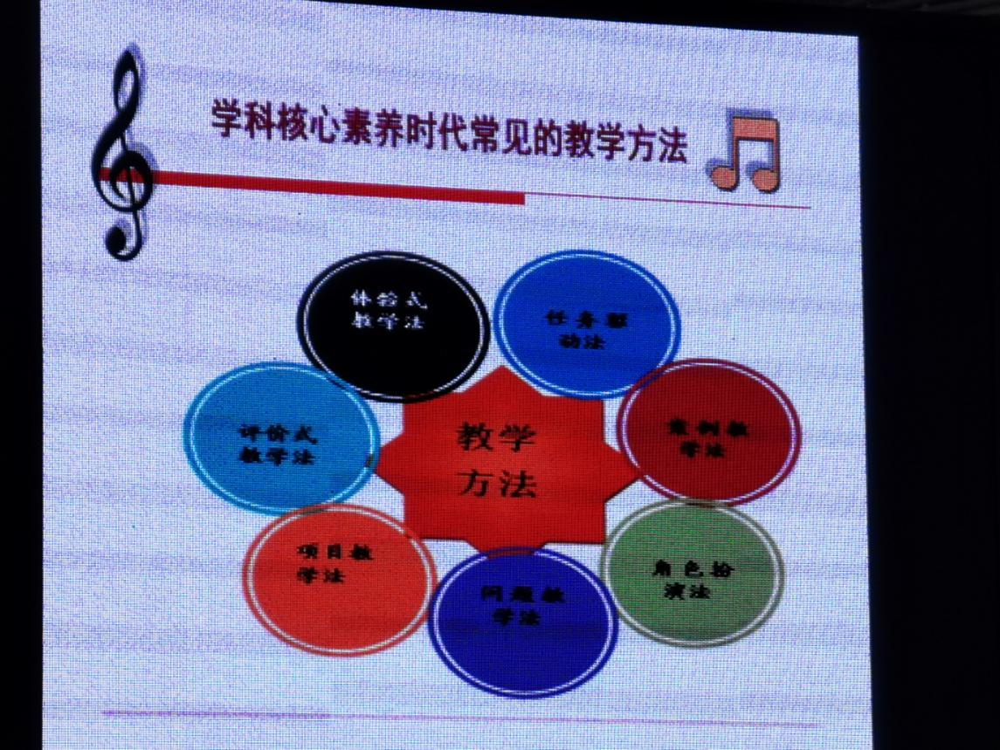 学科核心素养时代常见的教学方法
体验式
教学法
任务驱
动法
评价式
教学法
教学
方法
案例教
学法
项目教
学法
问题教
学法
角色扮
演法